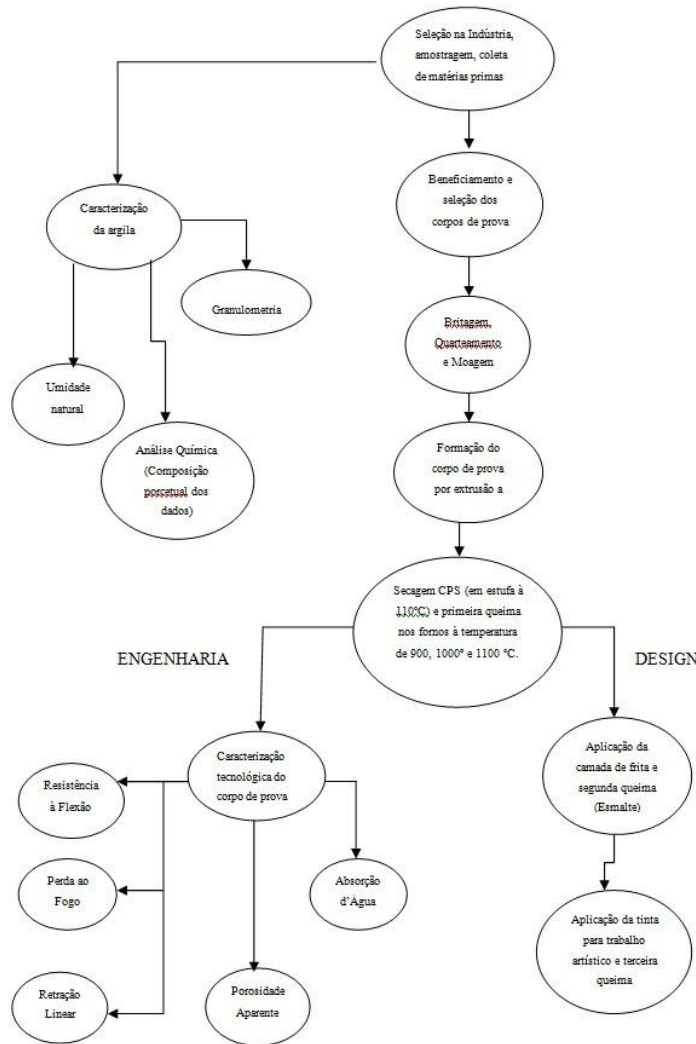 Seleção na Indústria,
amostragem, coleta
de matérias primas
Caracterização
da argila
Beneficiamento e
seleção dos
corpos de prova
Granulometria
Britagem,
Quarteamento
e Moagem
Umidade
natural
Análise Química
(Composição
porcetual dos
dados)
Formação do
corpo de prova
por extrusão a
Secagem CPS (em estufa à
110°C) e primeira queima
nos fornos à temperatura
de 900, 1000° e 1100 °C.
ENGENHARIA
DESIGN
Caracterização
tecnológica do
corpo de prova
Aplicação da
camada de frita e
segunda queima
(Esmalte)
Resistência
à Flexão
Perda ao
Fogo
Absorção
d'Água
Aplicação da tinta
para trabalho
artístico e terceira
queima
Retração
Linear
Porosidade
Aparente